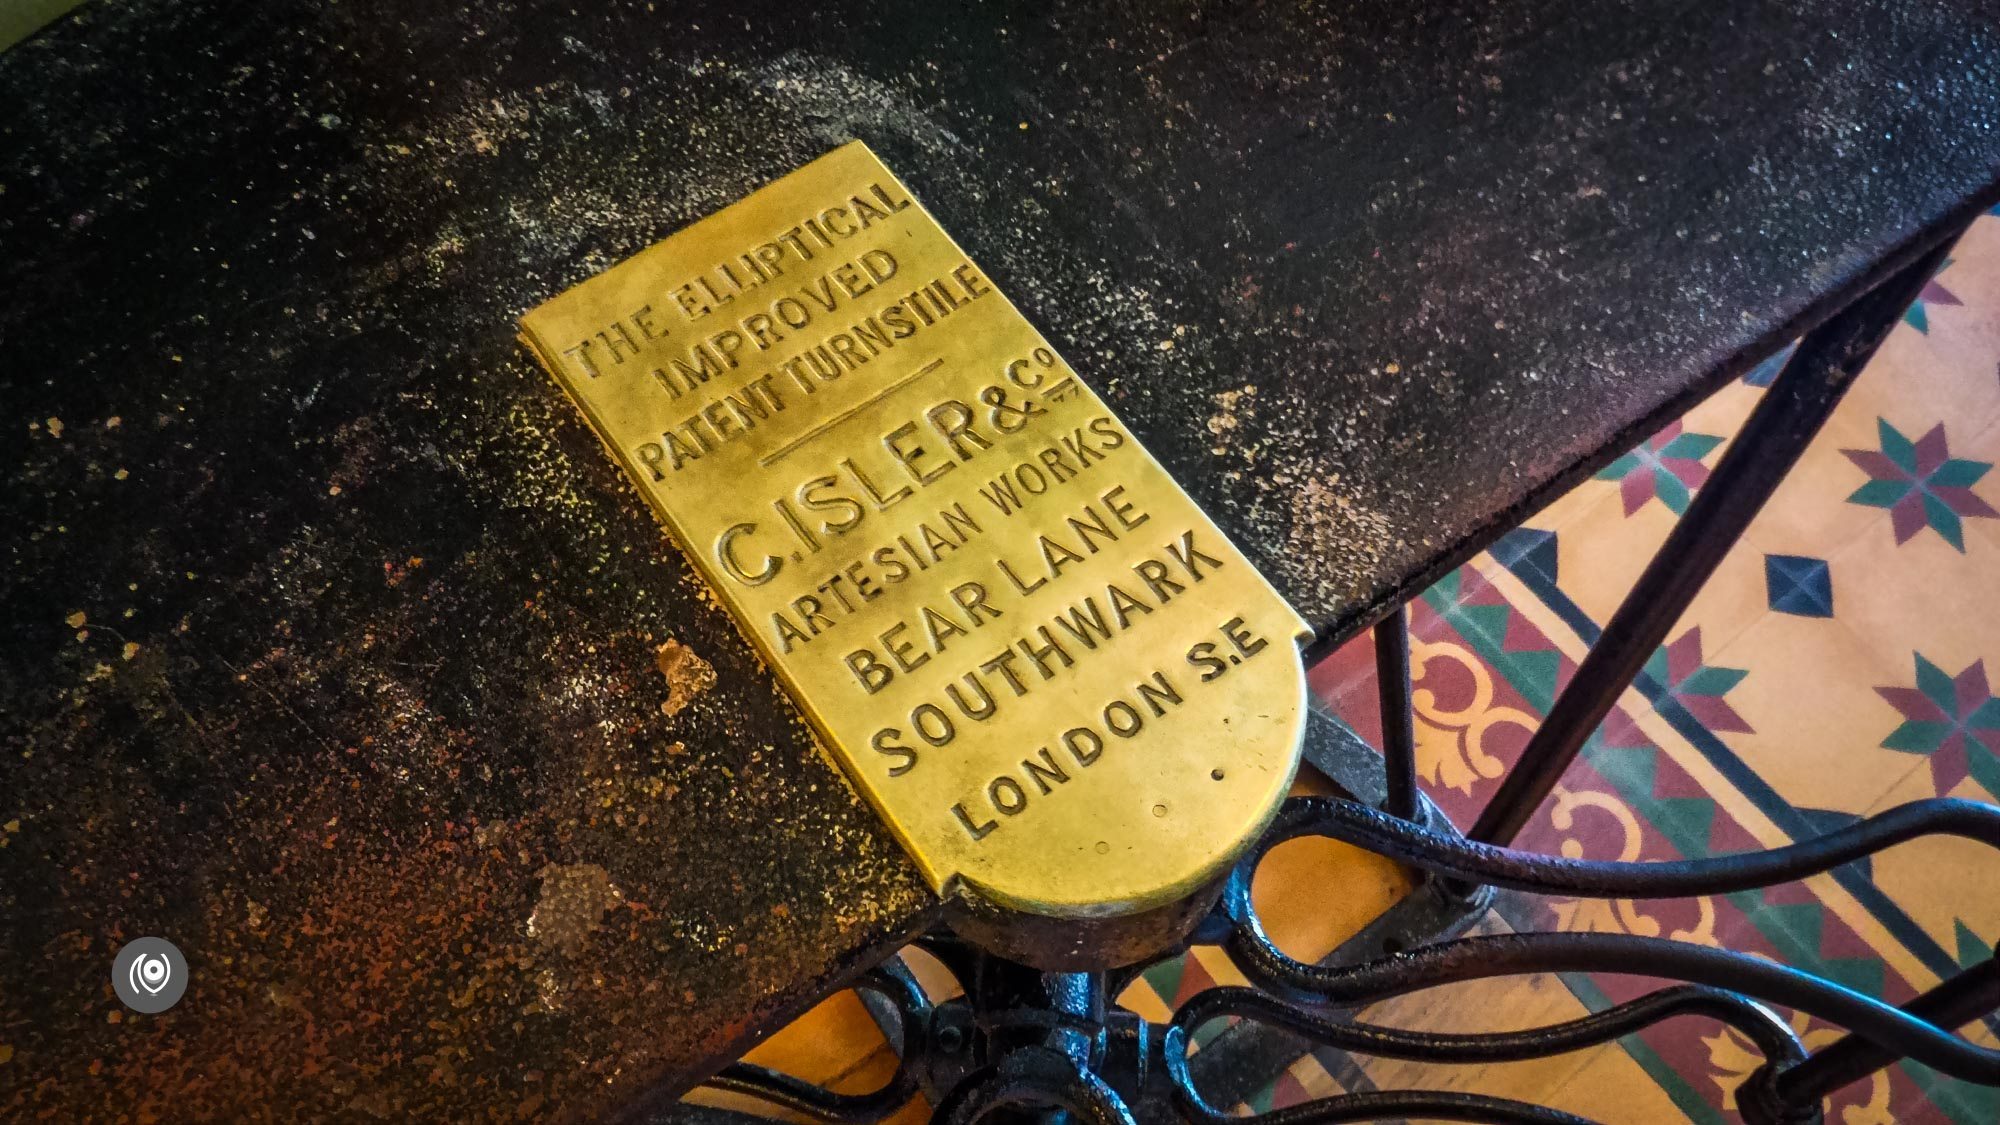 THE ELLIPTICAL
IMPROVED
PATENT TURNSTILE
C. ISLER & Co
ARTESIAN WORKS
BEAR LANE
SOUTHWARK
LONDON S.E